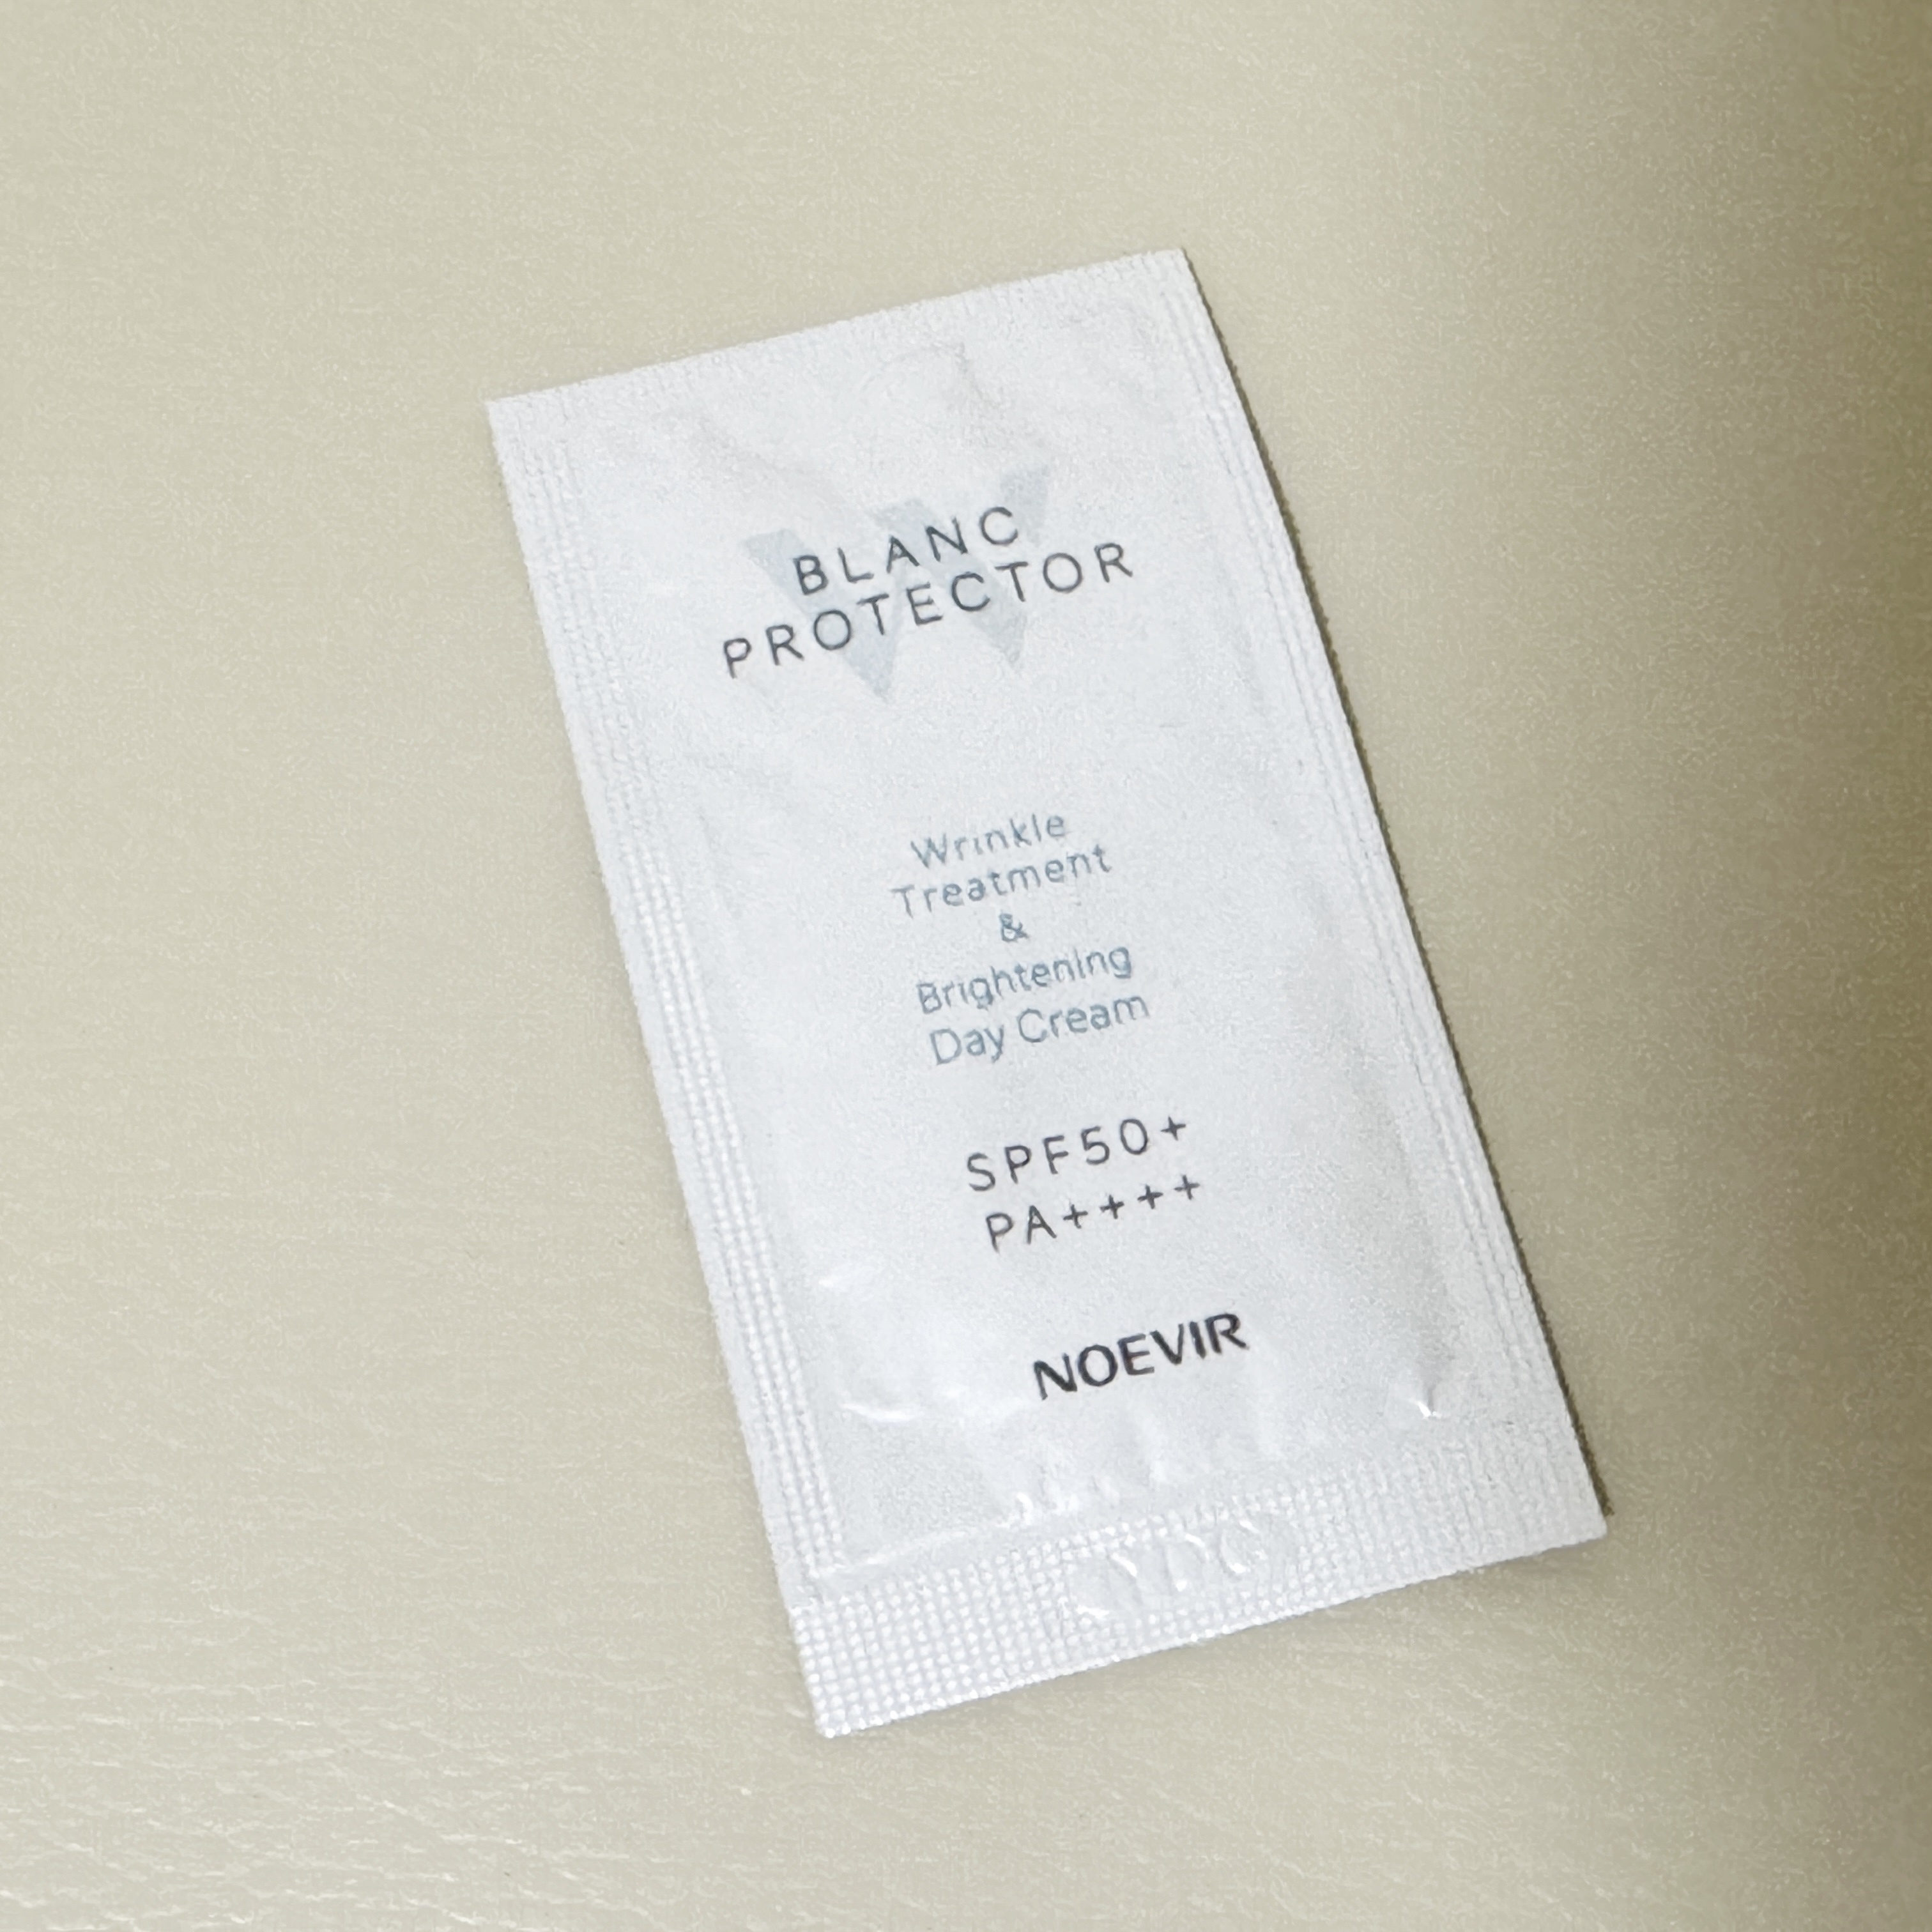 W
BLANC
PROTECTOR
Wrinkle
Treatment
&
Brightening
Day Cream
SPF50+
PA++++
NOEVIR